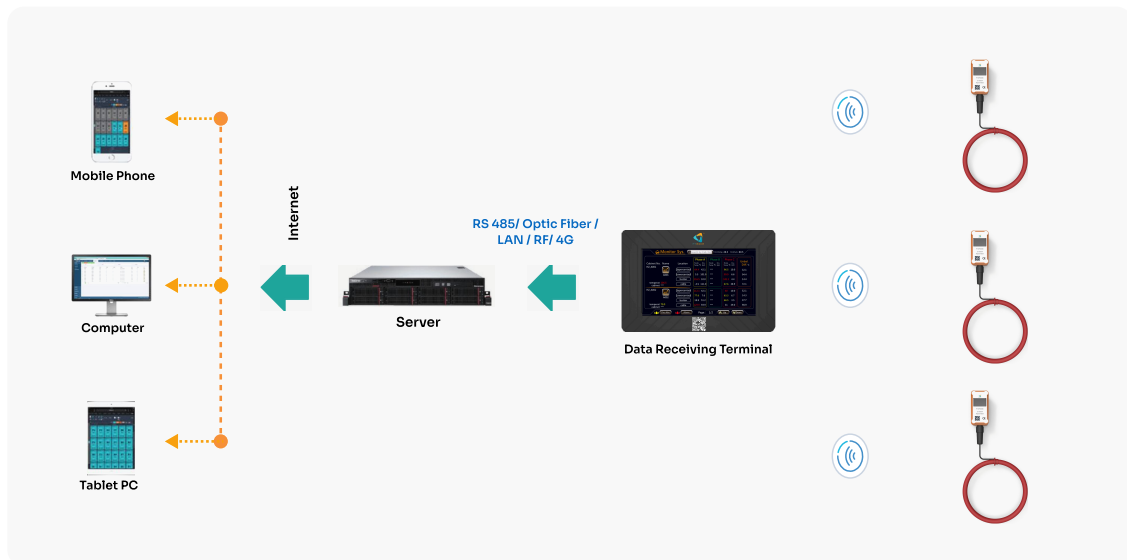 Mobile Phone
Internet
RS 485/ Optic Fiber /
LAN / RF/ 4G
Computer
Server
Data Receiving Terminal
Tablet PC